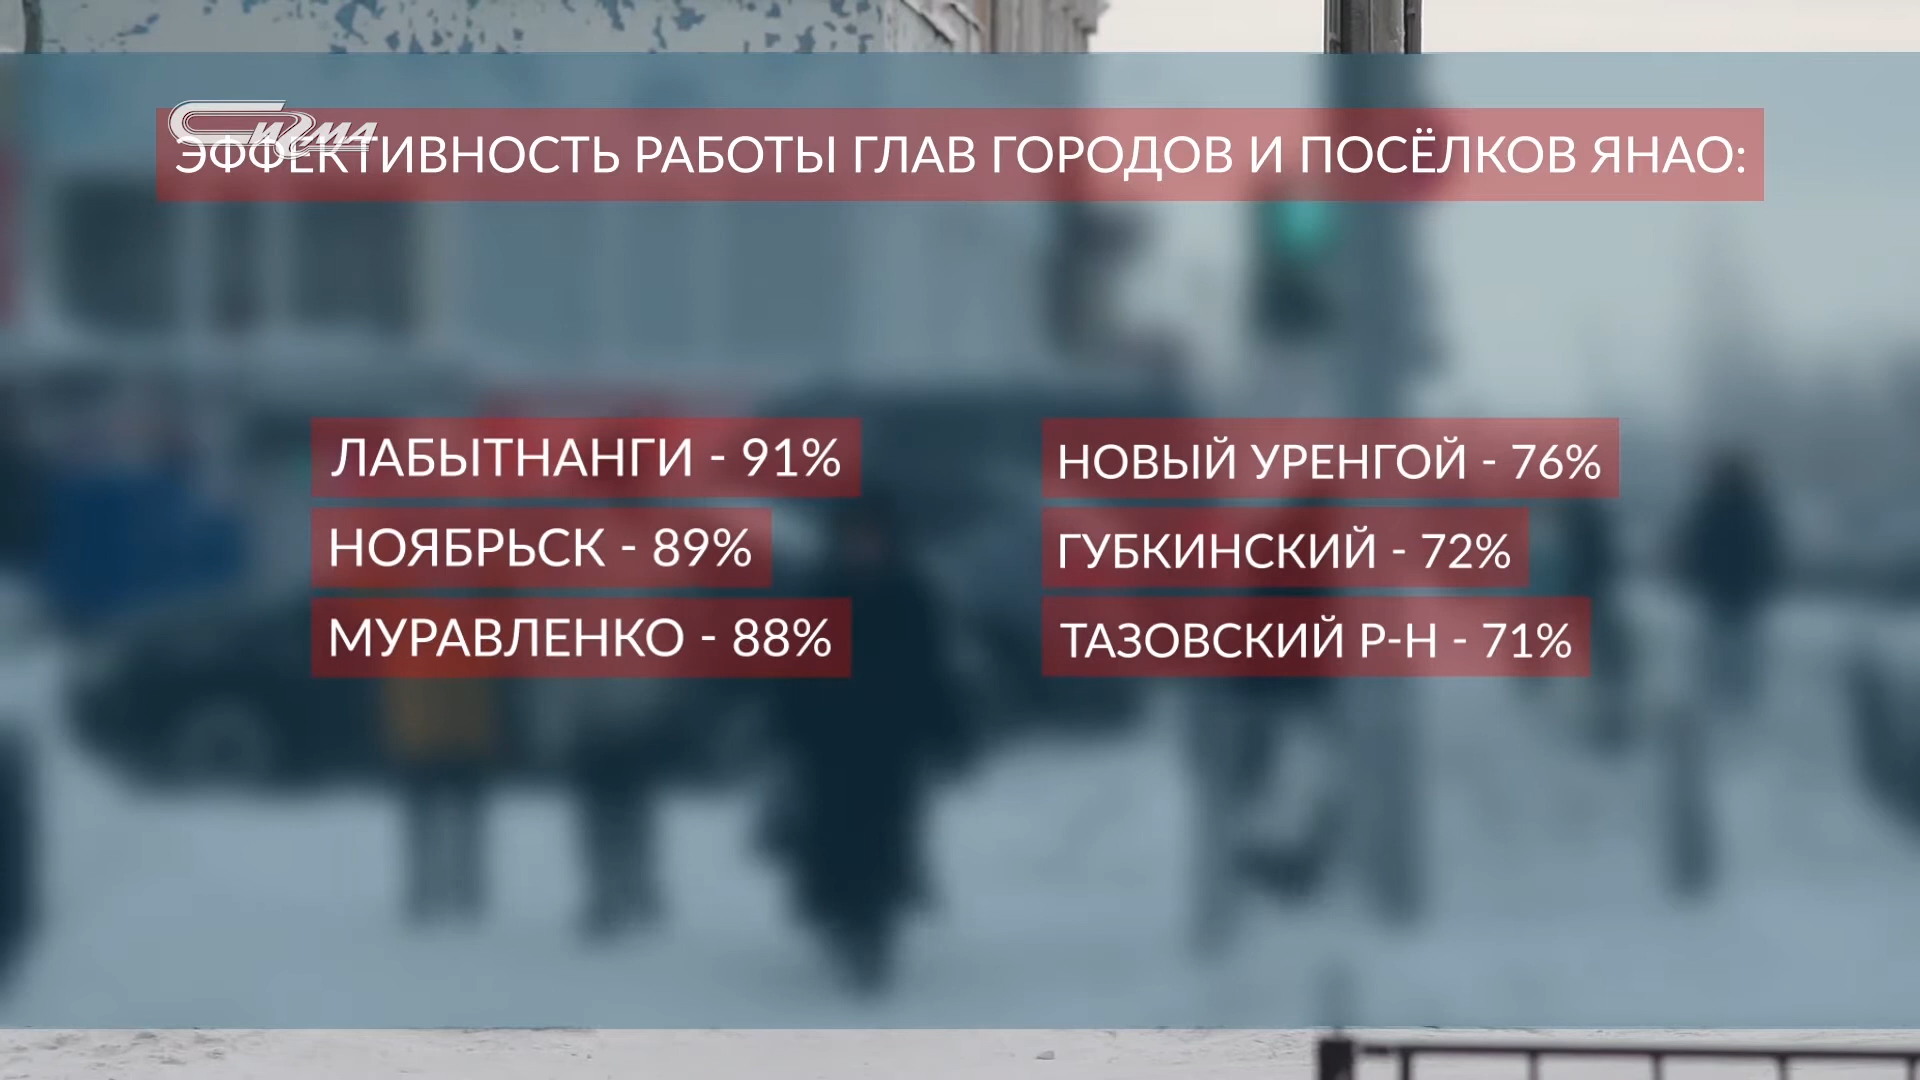 СИГМА
ЭФФЕКТИВНОСТЬ РАБОТЫ ГЛАВ ГОРОДОВ И ПОСЁЛКОВ ЯНАО:
ЛАБЫТНАНГИ - 91%
НОЯБРЬСК - 89%
МУРАВЛЕНКО - 88%
НОВЫЙ УРЕНГОЙ - 76%
ГУБКИНСКИЙ - 72%
ТАЗОВСКИЙ Р-Н - 71%